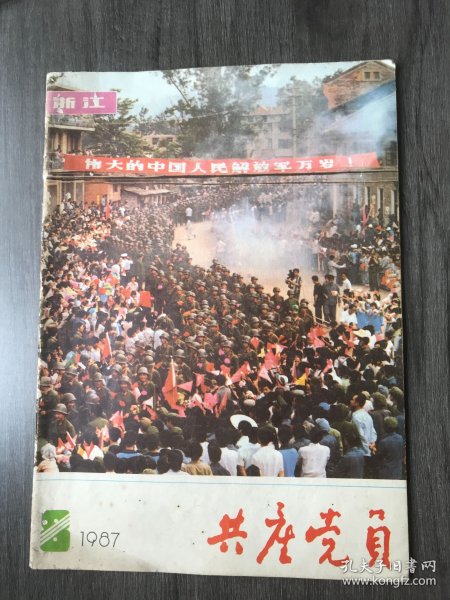 浙江
伟大的中国人民解放军万岁！
8
1987
共产党员
孔夫子旧书网
www.kongfz.com